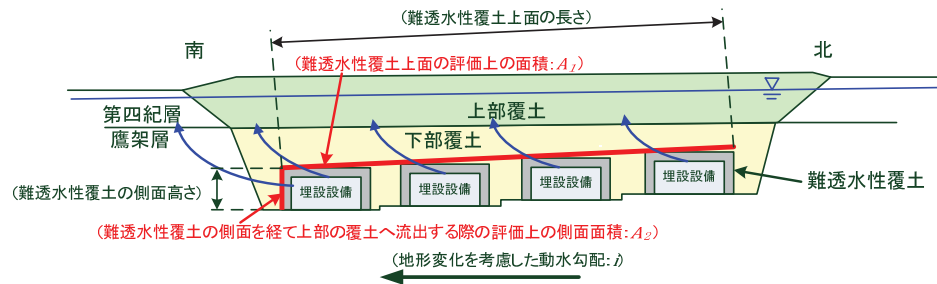 (難透水性覆土上面の長さ)
南
北
(難透水性覆土上面の評価上の面積:A1)
上部覆土
第四紀層
鷹架層
下部覆土
(難透水性覆土の側面高さ)
埋設設備
埋設設備
埋設設備
埋設設備
難透水性覆土
(難透水性覆土の側面を経て上部の覆土へ流出する際の評価上の側面面積:A2)
(地形変化を考慮した動水勾配:i)